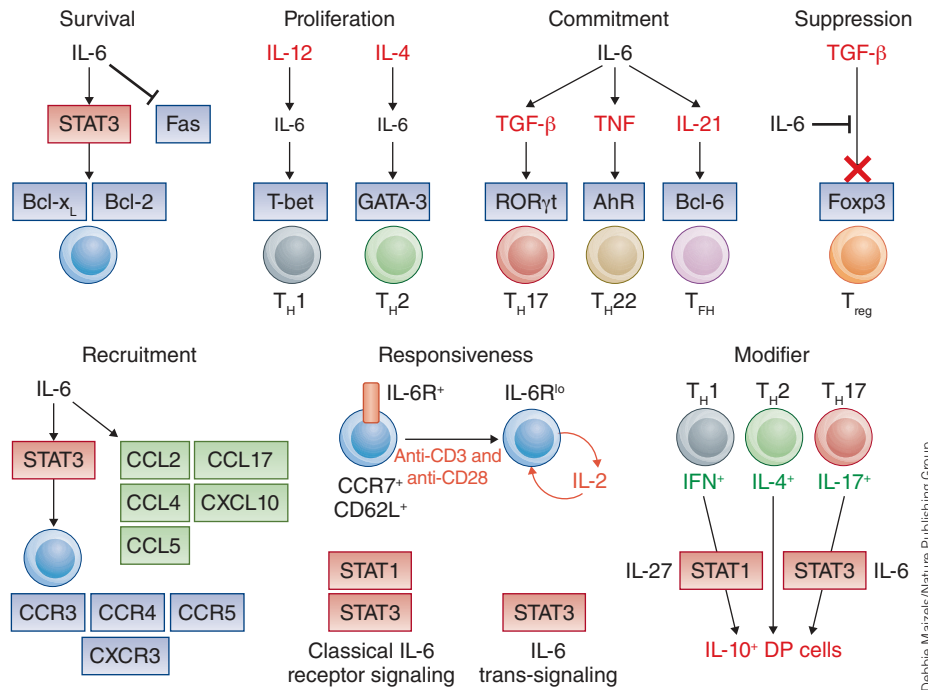 Survival
IL-6
STAT3
Fas
Bcl-xL
Bcl-2
Proliferation
IL-12
IL-4
IL-6
IL-6
T-bet
GATA-3
TH1
TH2
Commitment
IL-6
TGF-β
TNF
IL-21
RORγt
AhR
Bcl-6
TH17
TH22
TFH
Suppression
TGF-β
IL-6
Foxp3
Treg
Recruitment
IL-6
STAT3
CCL2
CCL17
CCL4
CXCL10
CCL5
CCR3
CCR4
CCR5
CXCR3
Responsiveness
IL-6R+
IL-6Rlo
Anti-CD3 and
anti-CD28
IL-2
CCR7+
CD62L+
STAT1
STAT3
STAT3
Classical IL-6
receptor signaling
IL-6
trans-signaling
Modifier
TH1
TH2
TH17
IFN+
IL-4+
IL-17+
IL-27
STAT1
STAT3
IL-6
IL-10+ DP cells
Debbie Maizels/Nature Publishing Group